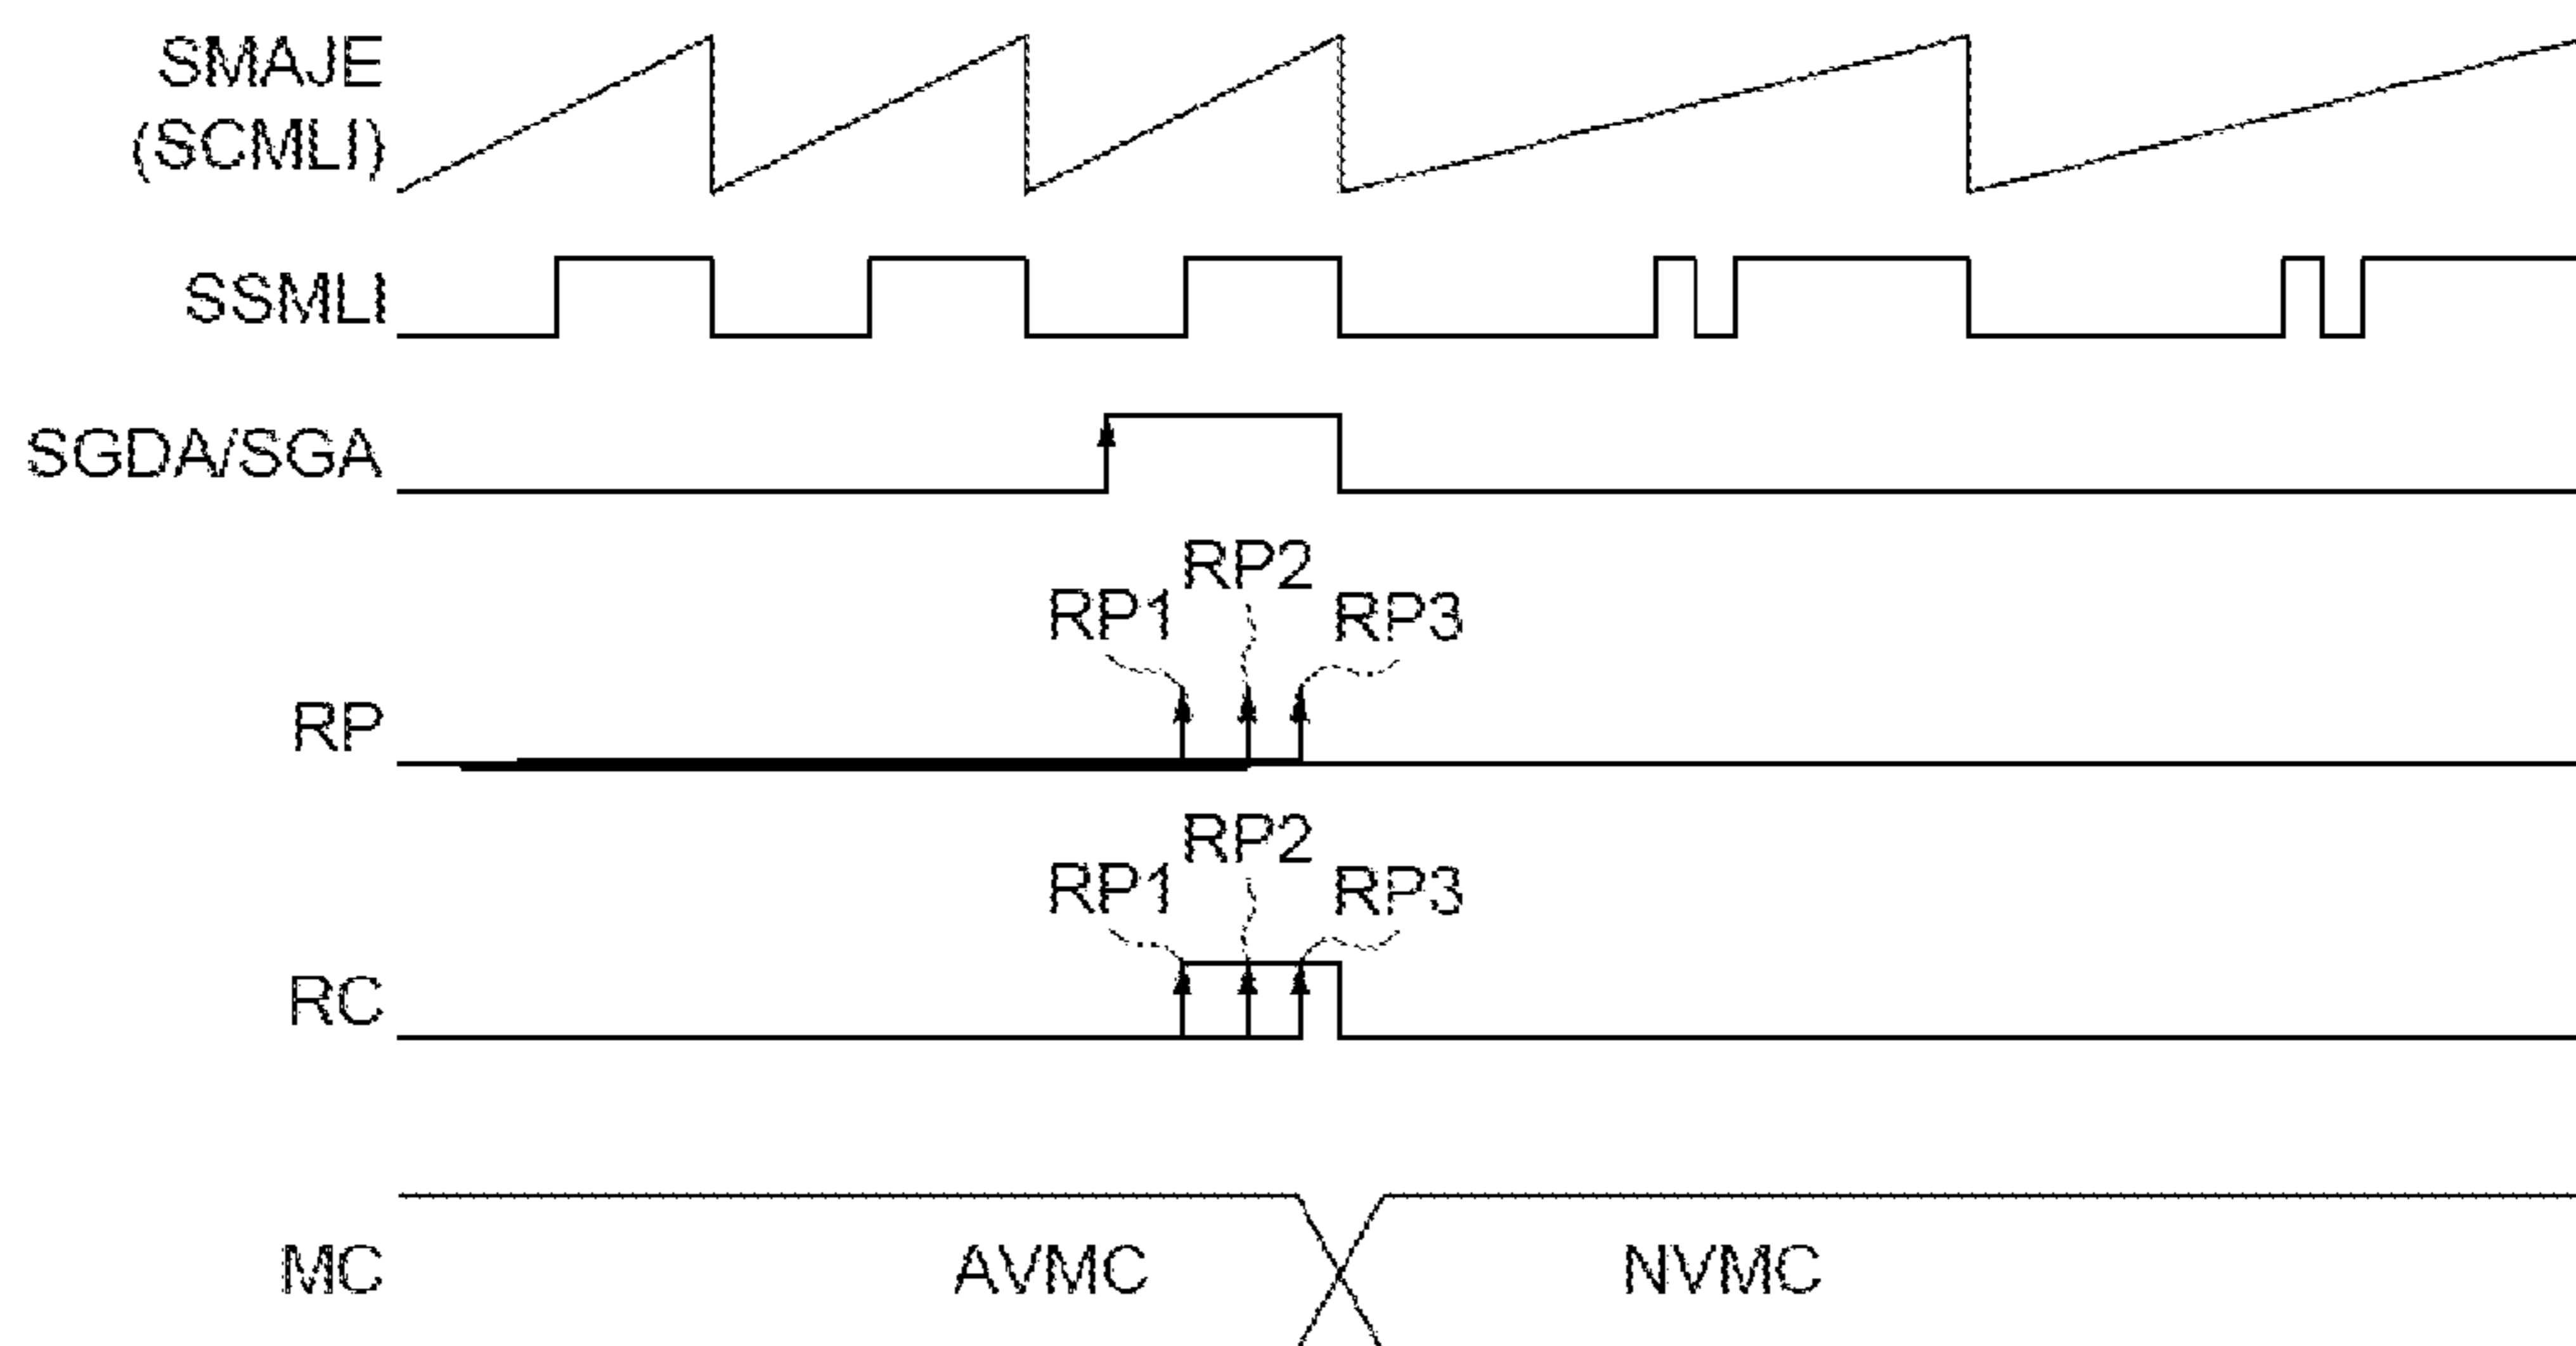 SMAJE
(SCMLI)
SSMLI
SGDA/SGA
RP2
RP1
RP3
RP
RP2
RP1
RP3
RC
MC
AVMC
NVMC